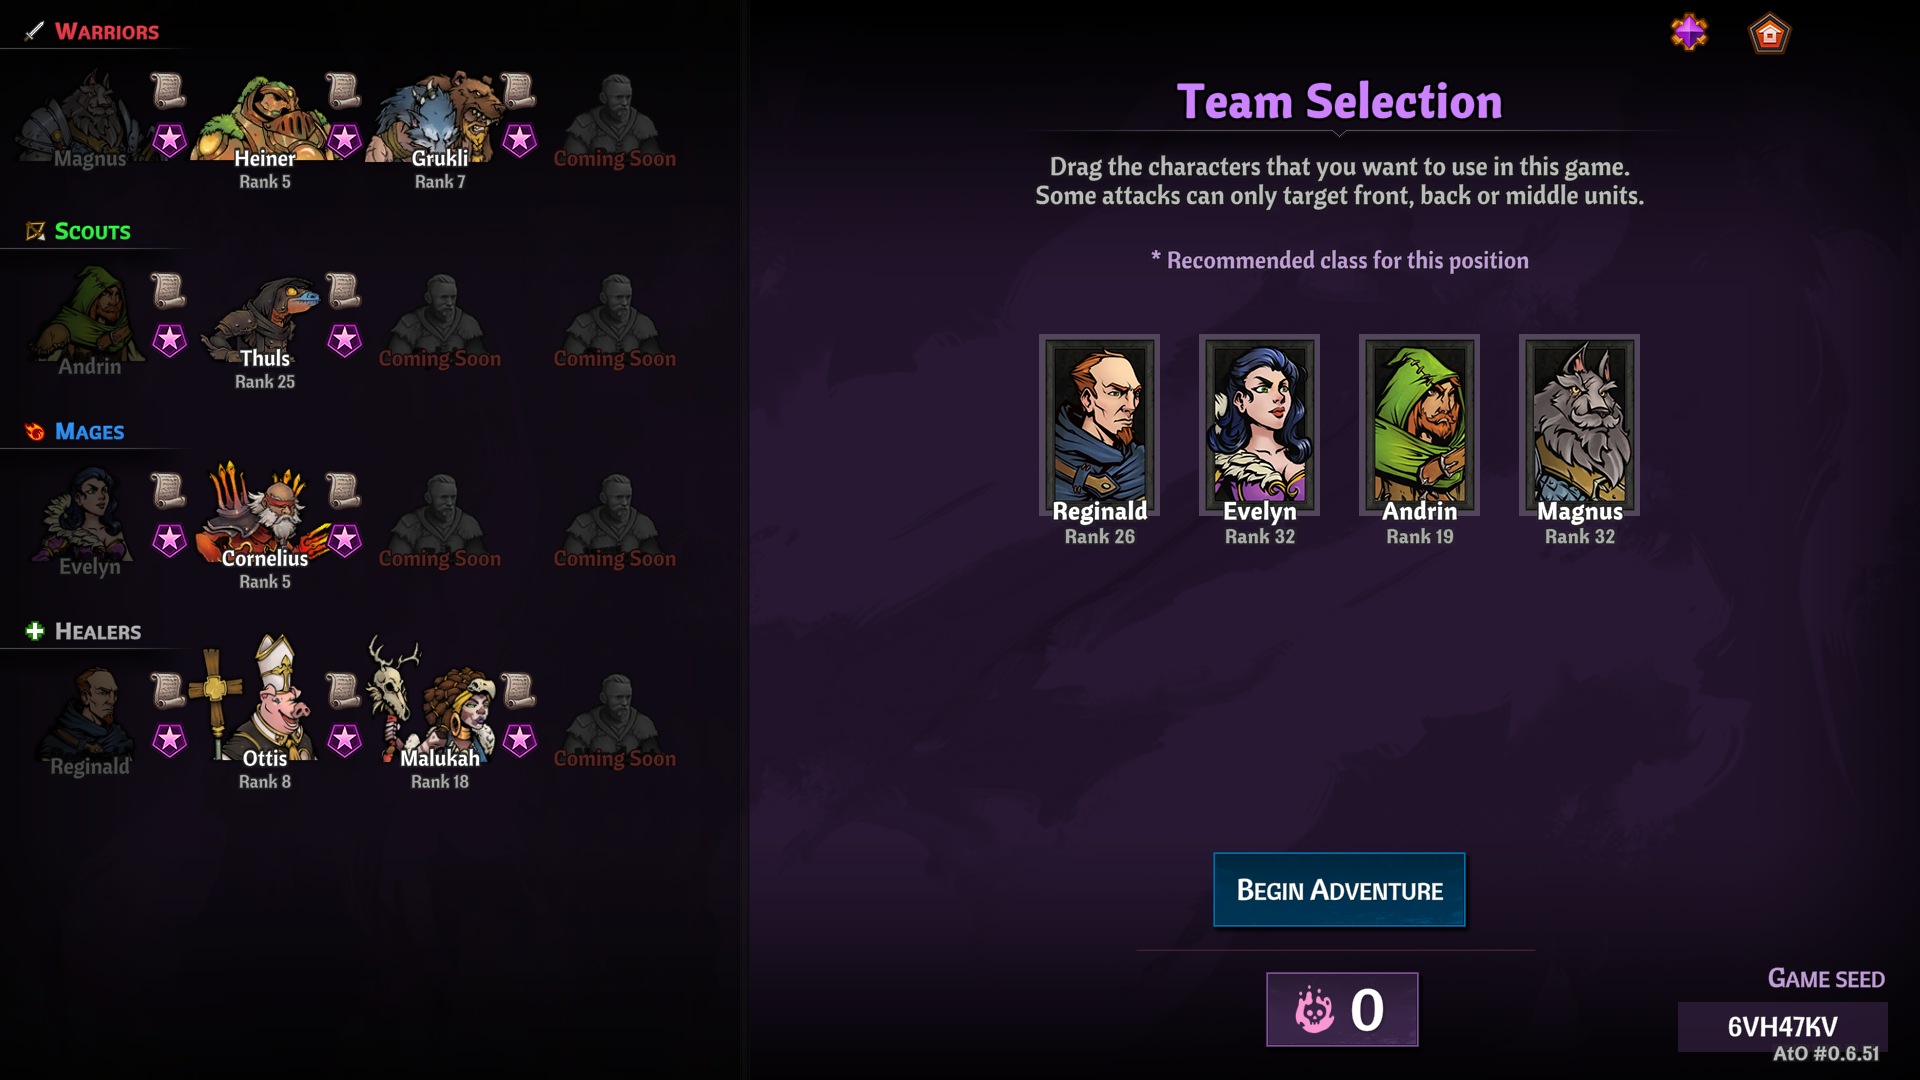 WARRIORS
Magnus
Heiner
Rank 5
Grukli
Rank 7
Coming Soon
SCOUTS
Andrin
Thuls
Rank 25
Coming Soon
Coming Soon
MAGES
Evelyn
Cornelius
Rank 5
Coming Soon
Coming Soon
HEALERS
Reginald
Ottis
Rank 8
Malukah
Rank 18
Coming Soon
Team Selection
Drag the characters that you want to use in this game.
Some attacks can only target front, back or middle units.
* Recommended class for this position
Reginald
Rank 26
Evelyn
Rank 32
Andrin
Rank 19
Magnus
Rank 32
BEGIN ADVENTURE
0
GAME SEED
6VH47KV
AtO #0.6.51